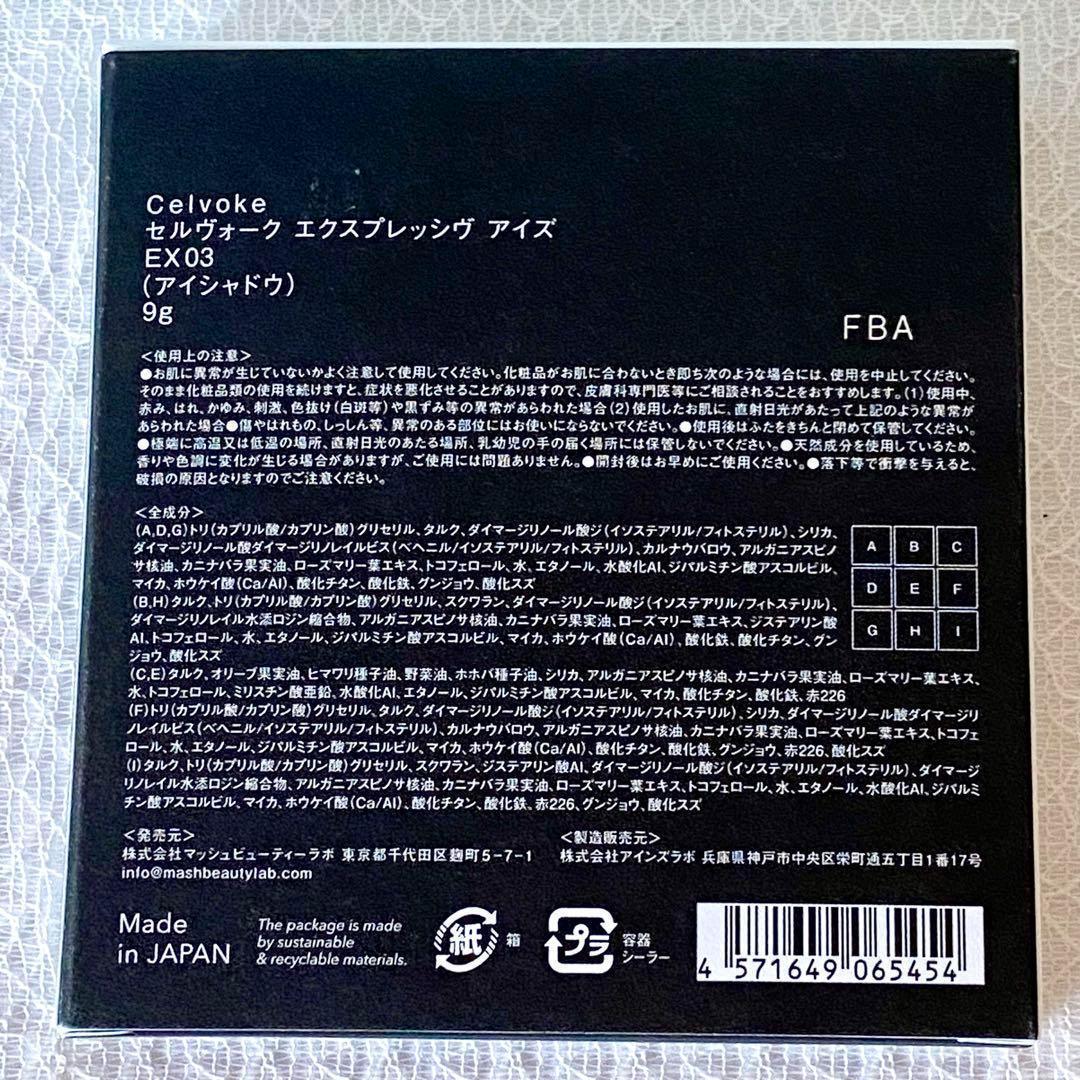 Celvoke
セルヴォーク エクスプレッシヴ アイズ
EX03
(アイシャドウ)
9g
FBA
<使用上の注意>
●お肌に異常が生じていないかよく注意して使用してください。化粧品がお肌に合わないとき即ち次のような場合には、使用を中止してください。
そのまま化粧品類の使用を続けますと、症状を悪化させることがありますので、皮膚科専門医等にご相談されることをおすすめします。(1)使用中、
赤み、はれ、かゆみ、刺激、色抜け(白斑等)や黒ずみ等の異常があらわれた場合(2)使用したお肌に、直射日光があたって上記のような異常が
あらわれた場合●傷やはれもの、しっしん等、異常のある部位にはお使いにならないでください。●使用後はふたをきちんと閉めて保管してください。
●極端に高温又は低温の場所、直射日光のあたる場所、乳幼児の手の届く場所には保管しないでください。●天然成分を使用しているため、
香りや色調に変化が生じる場合がありますが、ご使用には問題ありません。●開封後はお早めにご使用ください。●落下等で衝撃を与えると、
破損の原因となりますのでご注意ください。
<全成分>
(A,D,G)トリ(カプリル酸/カプリン酸)グリセリル、タルク、ダイマージリノール酸ジ(イソステアリル/フィトステリル)、シリカ、
ダイマージリノール酸ダイマージリノレイルビス(ベヘニル/イソステアリル/フィトステリル)、カルナウバロウ、アルガニアスピノ
サ核油、カニナバラ果実油、ローズマリー葉エキス、トコフェロール、水、エタノール、水酸化Al、ジパルミチン酸アスコルビル、
マイカ、ホウケイ酸(Ca/Al)、酸化チタン、酸化鉄、グンジョウ、酸化スズ
(B,H)タルク、トリ(カプリル酸/カプリン酸)グリセリル、スクワラン、ダイマージリノール酸ジ(イソステアリル/フィトステリル)、
ダイマージリノレイル水添ロジン縮合物、アルガニアスピノサ核油、カニナバラ果実油、ローズマリー葉エキス、ジステアリン酸
Al、トコフェロール、水、エタノール、ジパルミチン酸アスコルビル、マイカ、ホウケイ酸(Ca/Al)、酸化鉄、酸化チタン、グン
ジョウ、酸化スズ
(C,E)タルク、オリーブ果実油、ヒマワリ種子油、野菜油、ホホバ種子油、シリカ、アルガニアスピノサ核油、カニナバラ果実油、ローズマリー葉エキス、
水、トコフェロール、ミリスチン酸亜鉛、水酸化Al、エタノール、ジパルミチン酸アスコルビル、マイカ、酸化チタン、酸化鉄、赤226
(F)トリ(カプリル酸/カプリン酸)グリセリル、タルク、ダイマージリノール酸ジ(イソステアリル/フィトステリル)、シリカ、ダイマージリノール酸ダイマージリ
ノレイルビス(ベヘニル/イソステアリル/フィトステリル)、カルナウバロウ、アルガニアスピノサ核油、カニナバラ果実油、ローズマリー葉エキス、トコフェ
ロール、水、エタノール、ジパルミチン酸アスコルビル、マイカ、ホウケイ酸(Ca/Al)、酸化チタン、酸化鉄、グンジョウ、赤226、酸化スズ
(I)タルク、トリ(カプリル酸/カプリン酸)グリセリル、スクワラン、ジステアリン酸Al、ダイマージリノール酸ジ(イソステアリル/フィトステリル)、ダイマージ
リノレイル水添ロジン縮合物、アルガニアスピノサ核油、カニナバラ果実油、ローズマリー葉エキス、トコフェロール、水、エタノール、水酸化Al、ジパルミ
チン酸アスコルビル、マイカ、ホウケイ酸(Ca/Al)、酸化チタン、酸化鉄、赤226、グンジョウ、酸化スズ
A B C
D E F
G H I
<発売元>
株式会社マッシュビューティーラボ 東京都千代田区麹町5-7-1
info@mashbeautylab.com
<製造販売元>
株式会社アインズラボ 兵庫県神戸市中央区栄町通五丁目1番17号
Made
in JAPAN
The package is made
by sustainable
& recyclable materials.
紙 箱
プラ 容器
シーラー
4 571649 065454